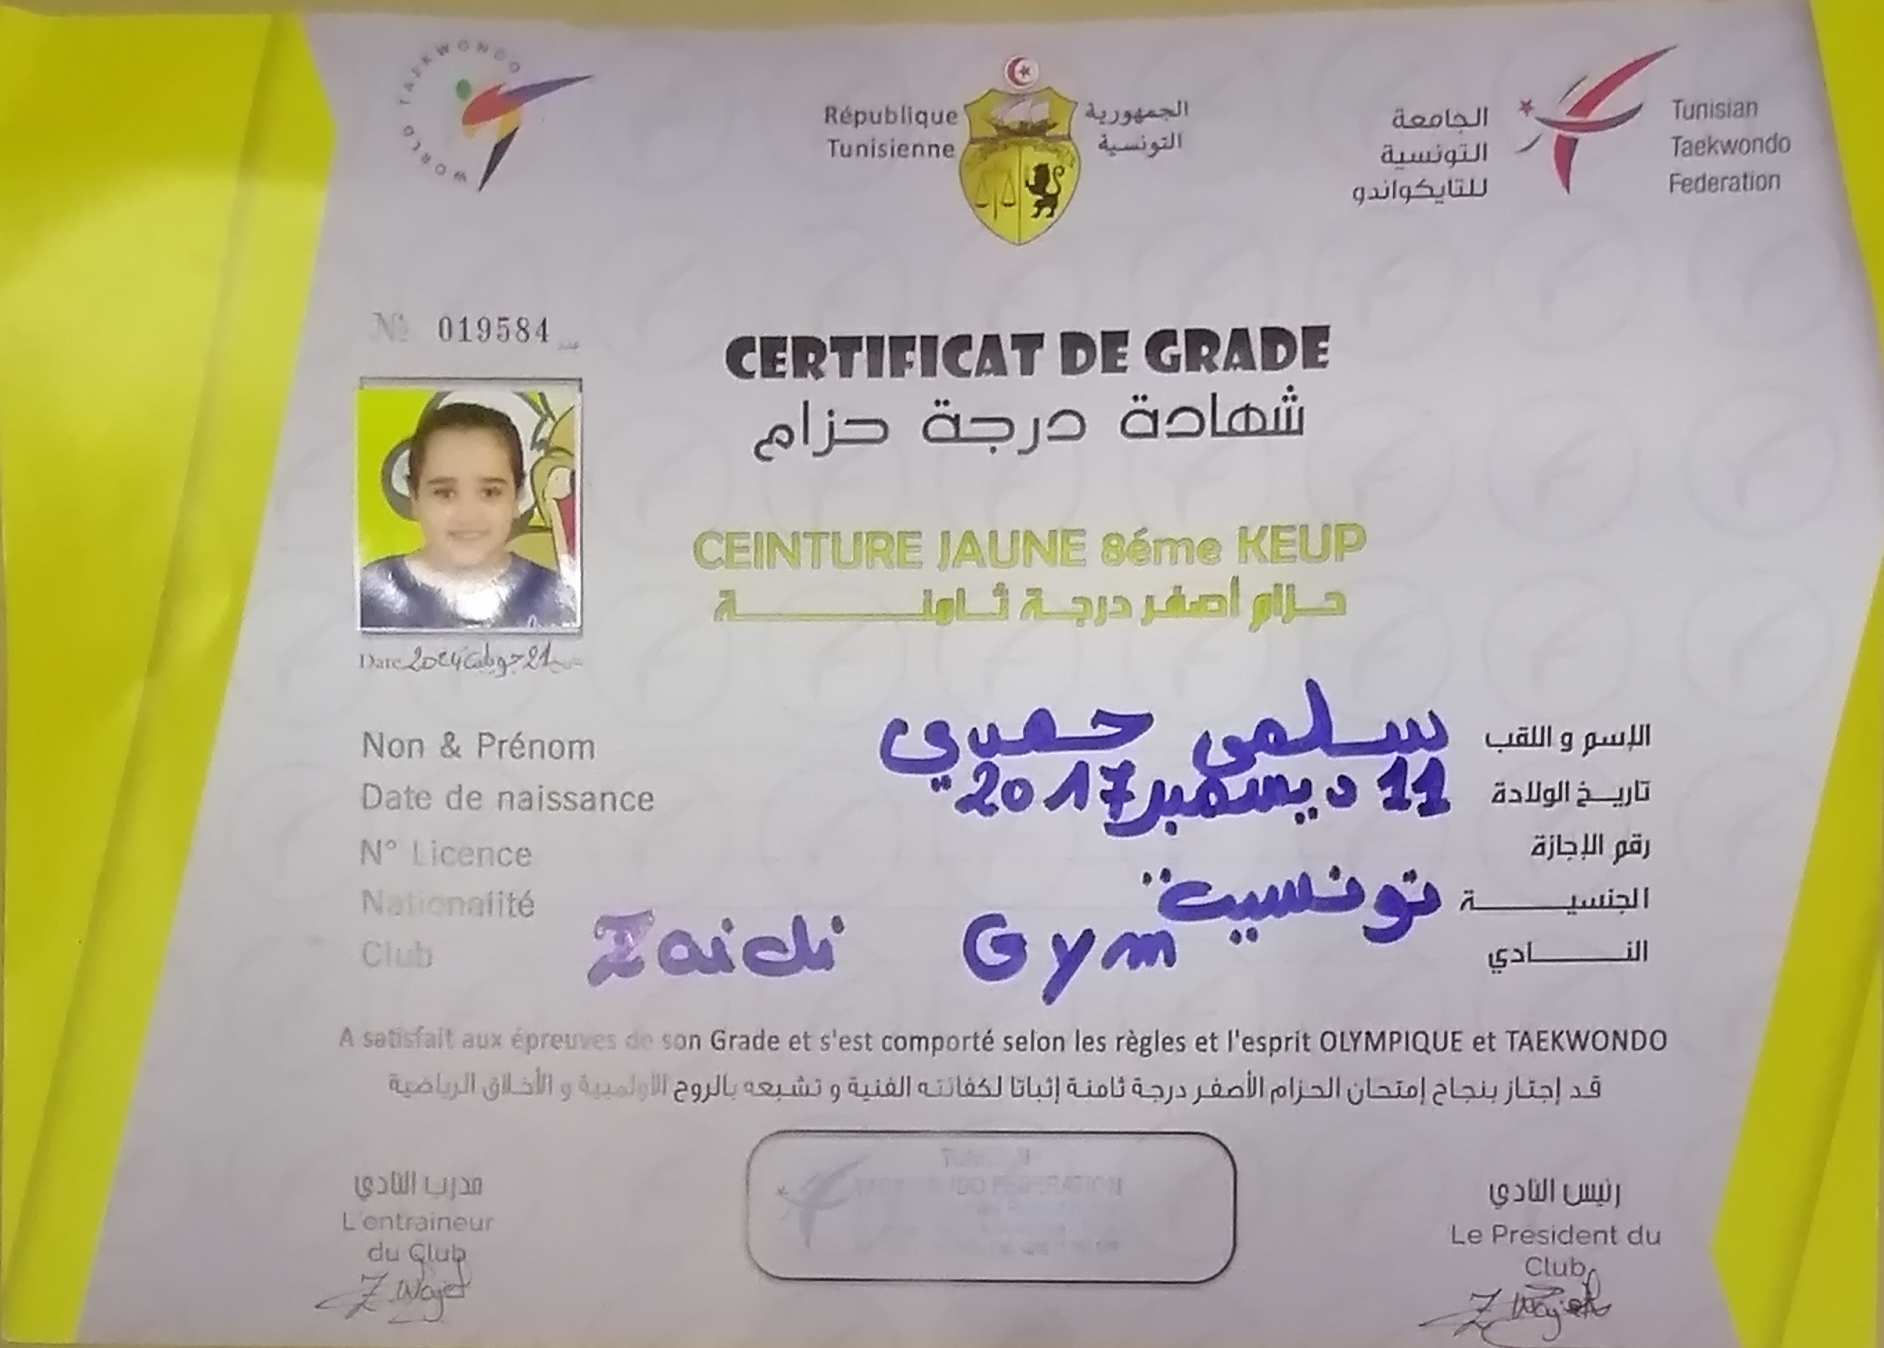 WORLD TAEKWONDO
République
Tunisienne
الجمهورية
التونسية
الجامعة
التونسية
للتايكواندو
Tunisian
Taekwondo
Federation
№ 019584 عدد
CERTIFICAT DE GRADE
شهادة درجة حزام
CEINTURE JAUNE 8éme KEUP
حزام أصفر درجة ثامنة
Date 2024 جويلية 21
Non & Prénom سلمى حميدي الإسم و اللقب
Date de naissance 11 ديسمبر 2017 تاريخ الولادة
N° Licence رقم الإجازة
Nationalité تونسية الجنسية
Club Zaidi Gym النادي
A satisfait aux épreuves de son Grade et s'est comporté selon les règles et l'esprit OLYMPIQUE et TAEKWONDO
قد إجتاز بنجاح إمتحان الحزام الأصفر درجة ثامنة إثباتا لكفائته الفنية و تشبعه بالروح الأولمبية و الأخلاق الرياضية
مدرب النادي
L'entraineur
du Club
Z. Wajet
TAEKWONDO FEDERATION
رئيس النادي
Le President du
Club